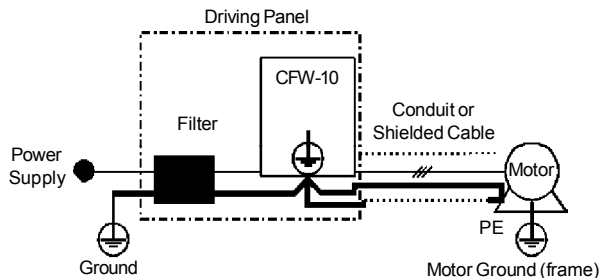 Driving Panel
CFW-10
Conduit or
Shielded Cable
Filter
Power
Supply
Motor
PE
Ground
Motor Ground (frame)